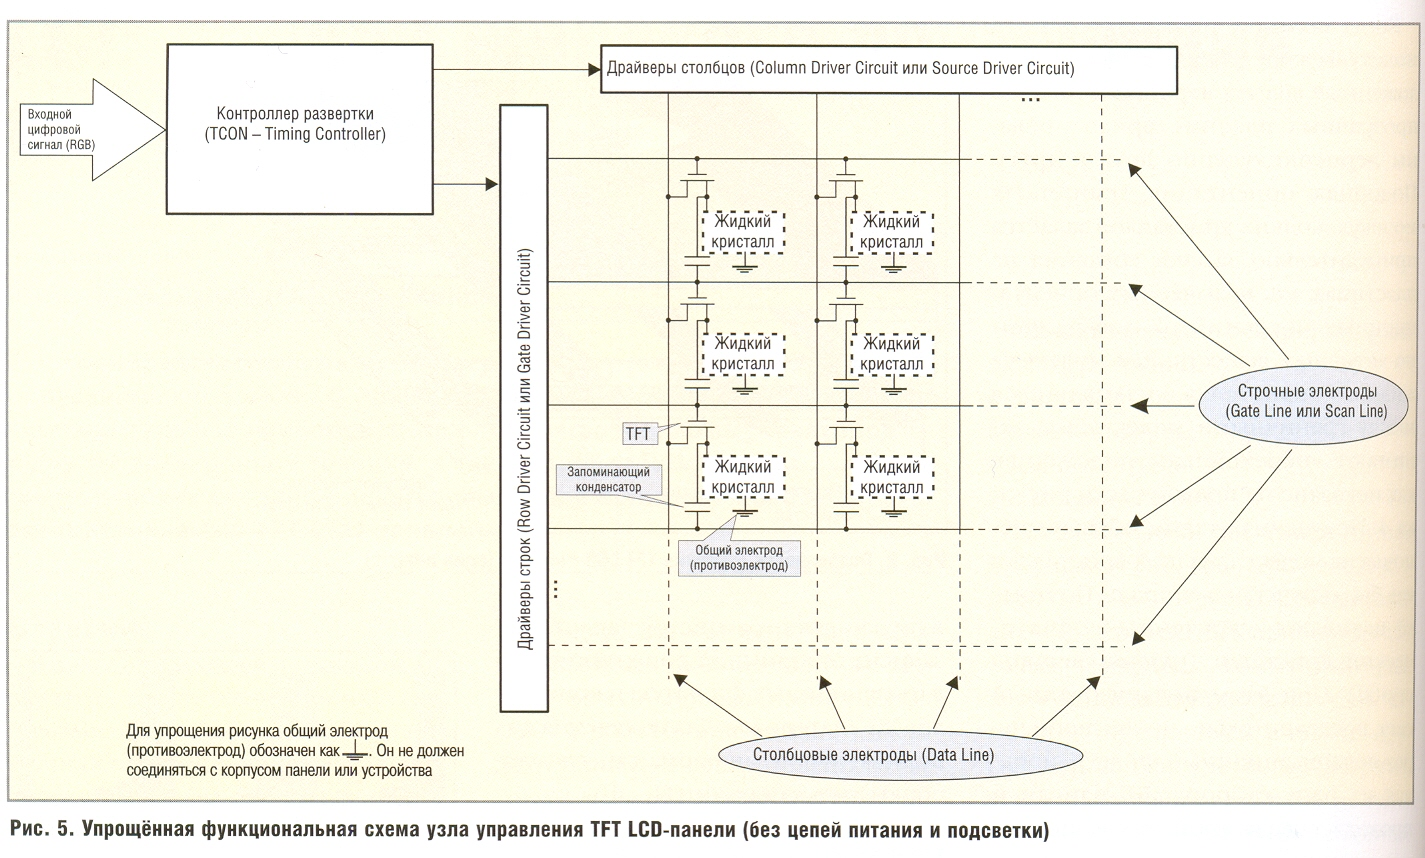 Драйверы столбцов (Column Driver Circuit или Source Driver Circuit)
...
Контроллер развертки
(TCON – Timing Controller)
Входной
цифровой
сигнал (RGB)
Драйверы строк (Row Driver Circuit или Gate Driver Circuit)
...
Жидкий
кристалл
Жидкий
кристалл
Жидкий
кристалл
Жидкий
кристалл
Строчные электроды
(Gate Line или Scan Line)
TFT
Жидкий
кристалл
Жидкий
кристалл
Запоминающий
конденсатор
Общий электрод
(противоэлектрод)
Столбцовые электроды (Data Line)
Для упрощения рисунка общий электрод
(противоэлектрод) обозначен как . Он не должен
соединяться с корпусом панели или устройства
Рис. 5. Упрощённая функциональная схема узла управления TFT LCD-панели (без цепей питания и подсветки)